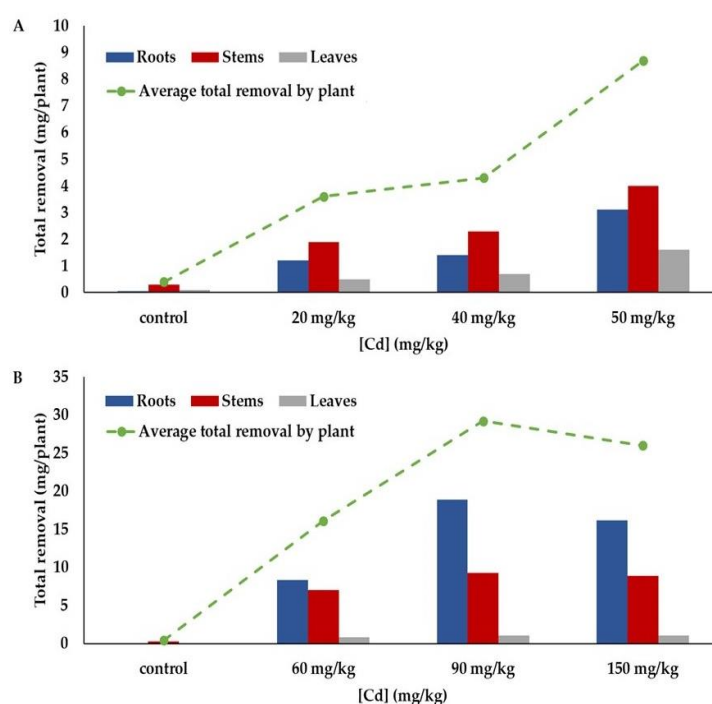 A
10
9
8
7
6
5
4
3
2
1
0
Total removal (mg/plant)
Roots Stems Leaves
Average total removal by plant
control 20 mg/kg 40 mg/kg 50 mg/kg
[Cd] (mg/kg)
B
35
30
25
20
15
10
5
0
Total removal (mg/plant)
Roots Stems Leaves
Average total removal by plant
control 60 mg/kg 90 mg/kg 150 mg/kg
[Cd] (mg/kg)